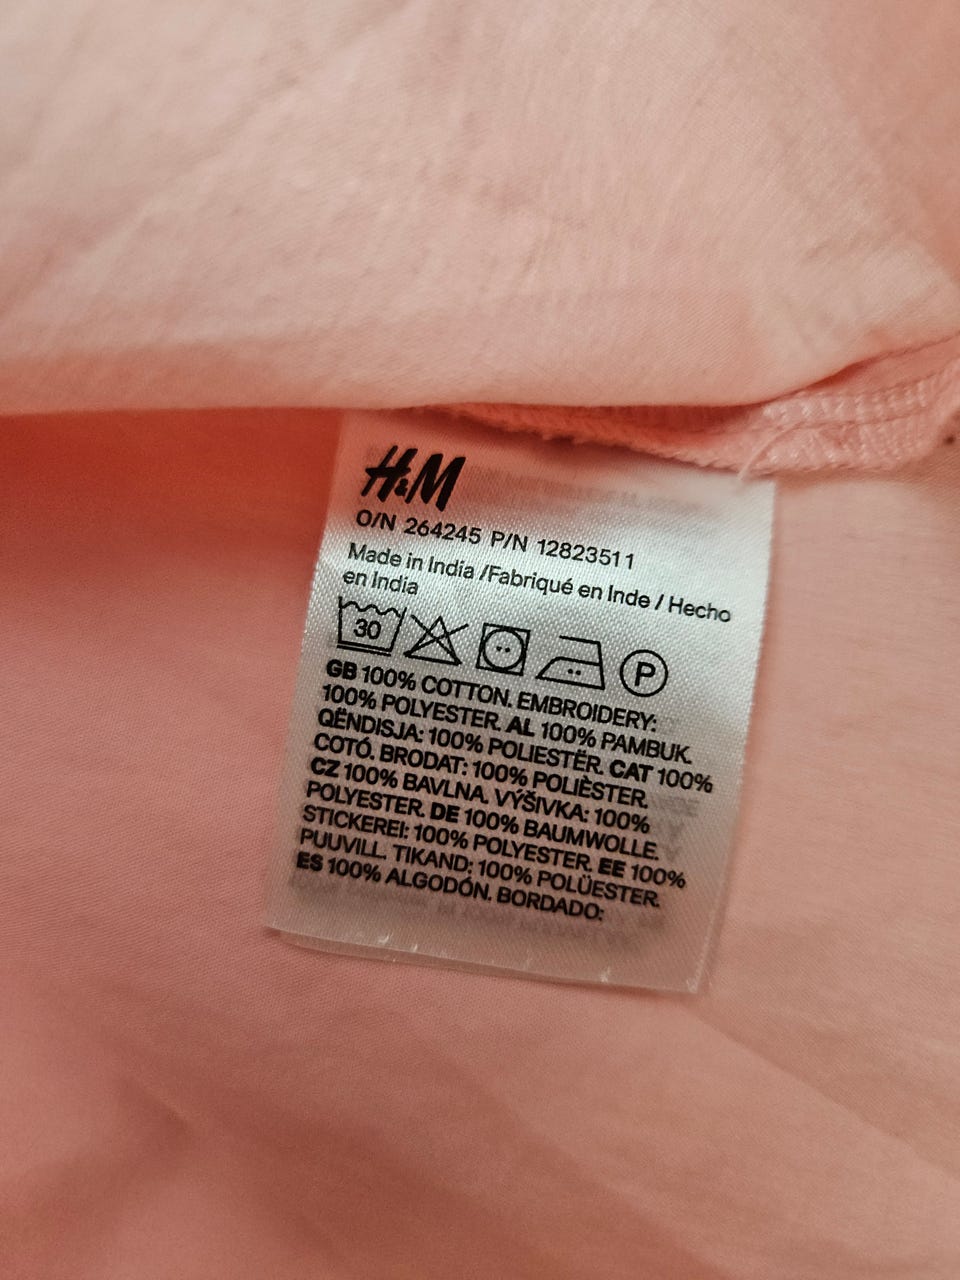 H&M
O/N 264245 P/N 12823511
Made in India /Fabriqué en Inde / Hecho
en India
30
P
GB 100% COTTON. EMBROIDERY:
100% POLYESTER. AL 100% PAMBUK.
QËNDISJA: 100% POLIESTËR. CAT 100%
COTÓ. BRODAT: 100% POLIÈSTER.
CZ 100% BAVLNA. VÝŠIVKA: 100%
POLYESTER. DE 100% BAUMWOLLE.
STICKEREI: 100% POLYESTER. EE 100%
PUUVILL. TIKAND: 100% POLÜESTER.
ES 100% ALGODÓN. BORDADO: